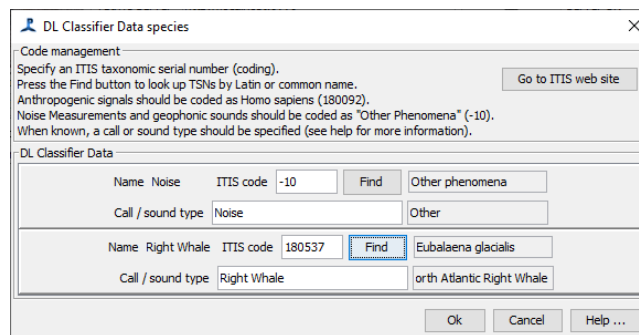 DL Classifier Data species
Code management
Specify an ITIS taxonomic serial number (coding).
Press the Find button to look up TSNs by Latin or common name.
Go to ITIS web site
Anthropogenic signals should be coded as Homo sapiens (180092).
Noise Measurements and geophonic sounds should be coded as "Other Phenomena" (-10).
When known, a call or sound type should be specified (see help for more information).
DL Classifier Data
Name Noise ITIS code -10 Find Other phenomena
Call / sound type Noise Other
Name Right Whale ITIS code 180537 Find Eubalaena glacialis
Call / sound type Right Whale orth Atlantic Right Whale
Ok Cancel Help ...